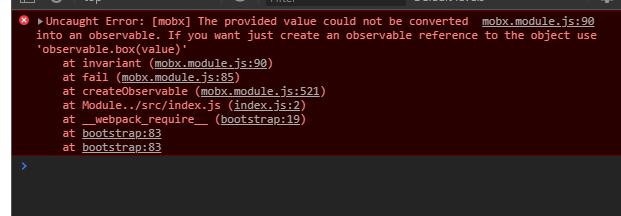 Uncaught Error: [mobx] The provided value could not be converted mobx.module.js:90
into an observable. If you want just create an observable reference to the object use
'observable.box(value)'
at invariant (mobx.module.js:90)
at fail (mobx.module.js:85)
at createObservable (mobx.module.js:521)
at Module../src/index.js (index.js:2)
at __webpack_require__ (bootstrap:19)
at bootstrap:83
at bootstrap:83